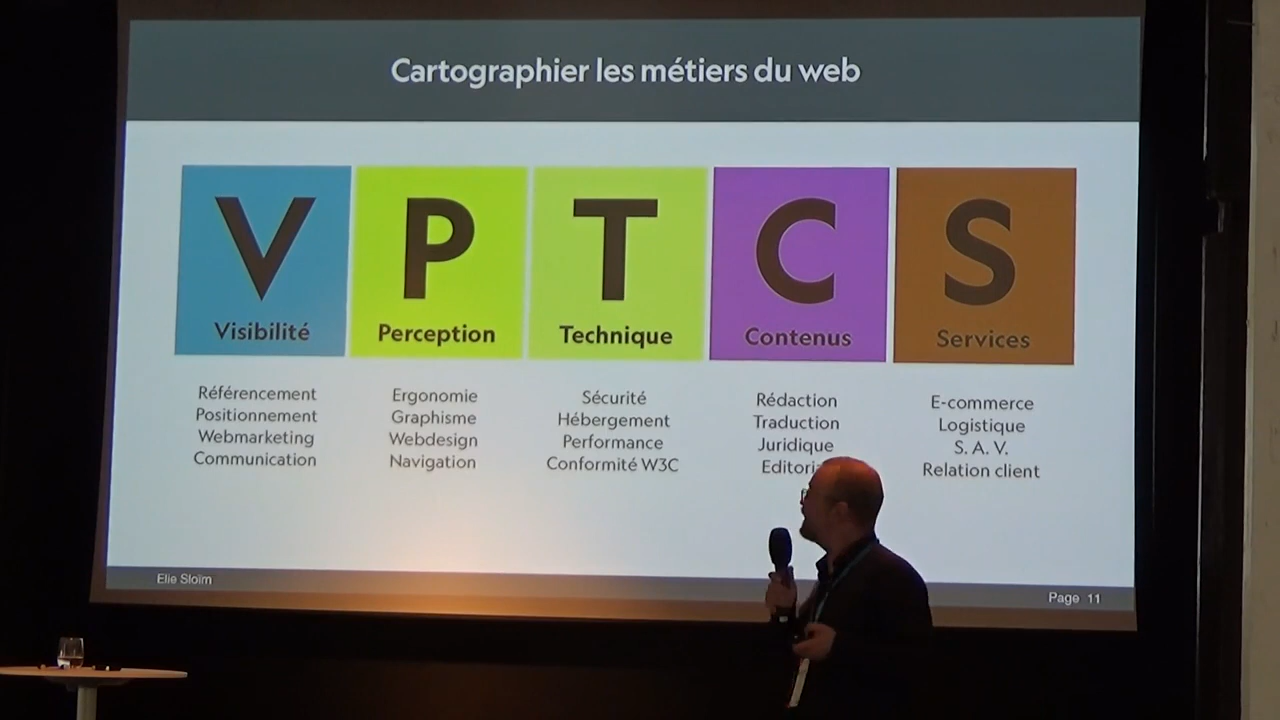 Cartographier les métiers du web
V
Visibilité
Référencement
Positionnement
Webmarketing
Communication
P
Perception
Ergonomie
Graphisme
Webdesign
Navigation
T
Technique
Sécurité
Hébergement
Performance
Conformité W3C
C
Contenus
Rédaction
Traduction
Juridique
S
Services
E-commerce
Logistique
S. A. V.
Relation client
Elie Sloïm
Page 11